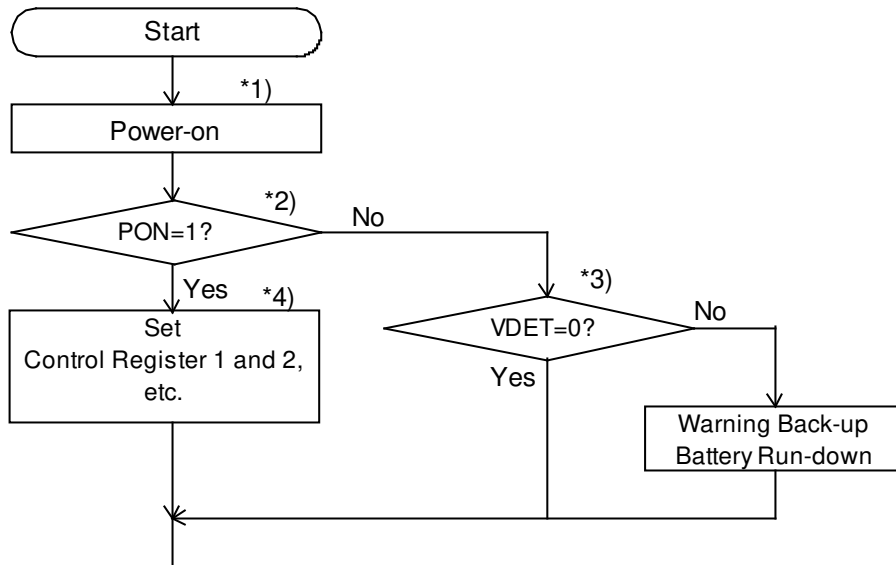 Start
*1)
Power-on
*2)
PON=1?
No
Yes
*4)
Set
Control Register 1 and 2,
etc.
*3)
VDET=0?
No
Yes
Warning Back-up
Battery Run-down